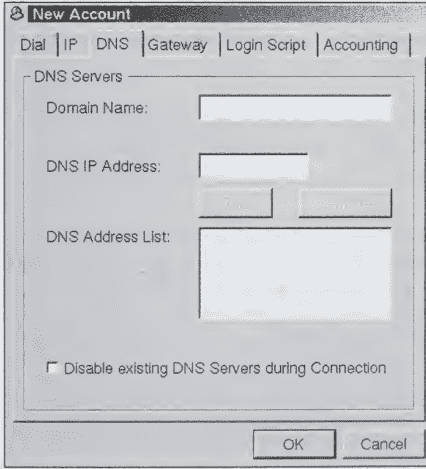 New Account
Dial IP DNS Gateway Login Script Accounting
DNS Servers
Domain Name:
DNS IP Address:
DNS Address List:
Disable existing DNS Servers during Connection
OK Cancel